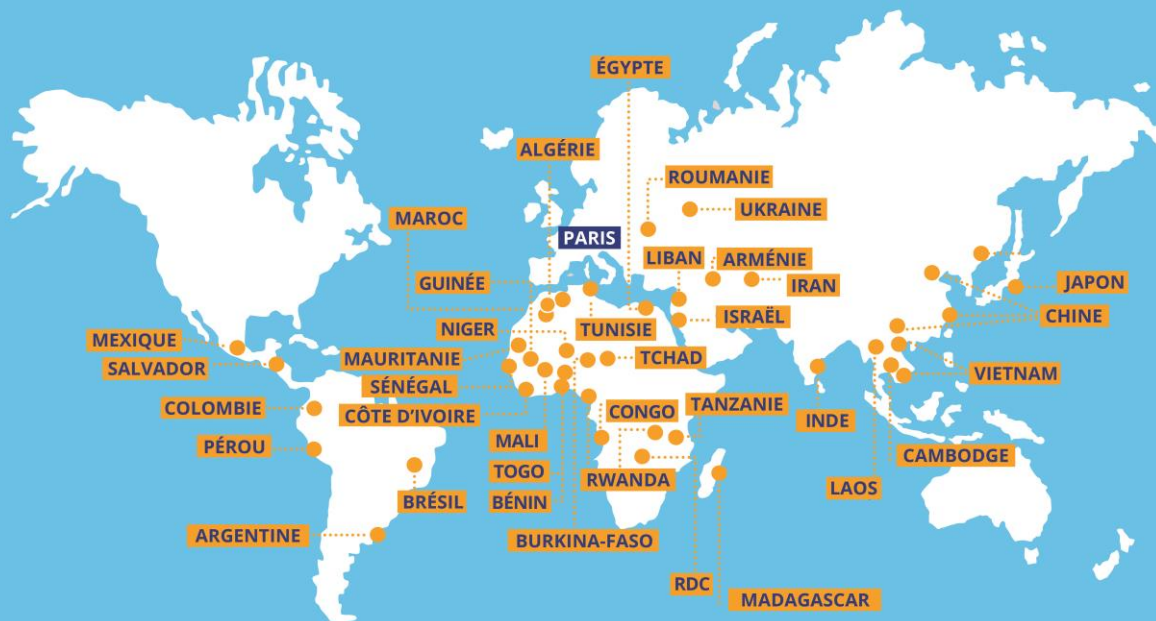 ÉGYPTE
ALGÉRIE
ROUMANIE
UKRAINE
MAROC
PARIS
LIBAN
ARMÉNIE
GUINÉE
IRAN
JAPON
NIGER
TUNISIE
ISRAËL
CHINE
MEXIQUE
MAURITANIE
TCHAD
SALVADOR
SÉNÉGAL
VIETNAM
COLOMBIE
CÔTE D'IVOIRE
CONGO
TANZANIE
INDE
PÉROU
MALI
CAMBODGE
TOGO
RWANDA
LAOS
BRÉSIL
BÉNIN
ARGENTINE
BURKINA-FASO
RDC
MADAGASCAR